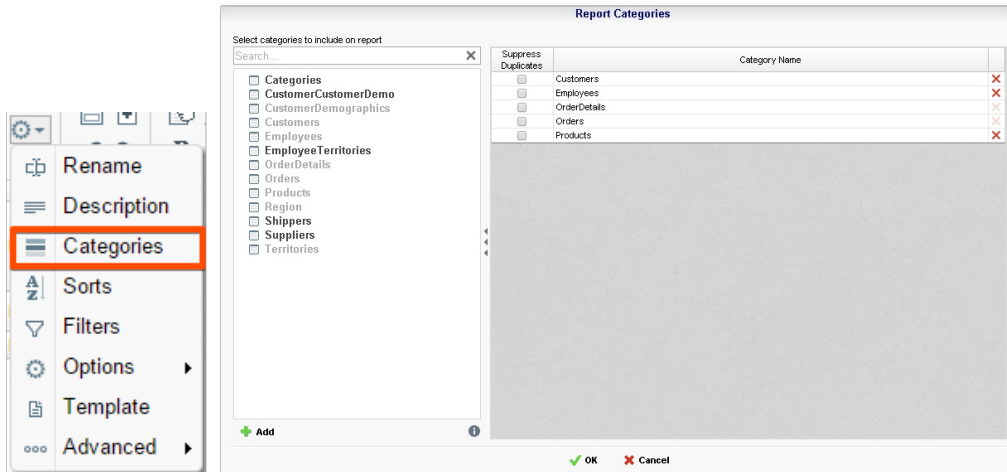 Rename
Description
Categories
Sorts
Filters
Options
Template
Advanced
Report Categories
Select categories to include on report
Search...
Categories
CustomerCustomerDemo
CustomerDemographics
Customers
Employees
EmployeeTerritories
OrderDetails
Orders
Products
Region
Shippers
Suppliers
Territories
Add
Suppress
Duplicates
Category Name
Customers
Employees
OrderDetails
Orders
Products
OK
Cancel